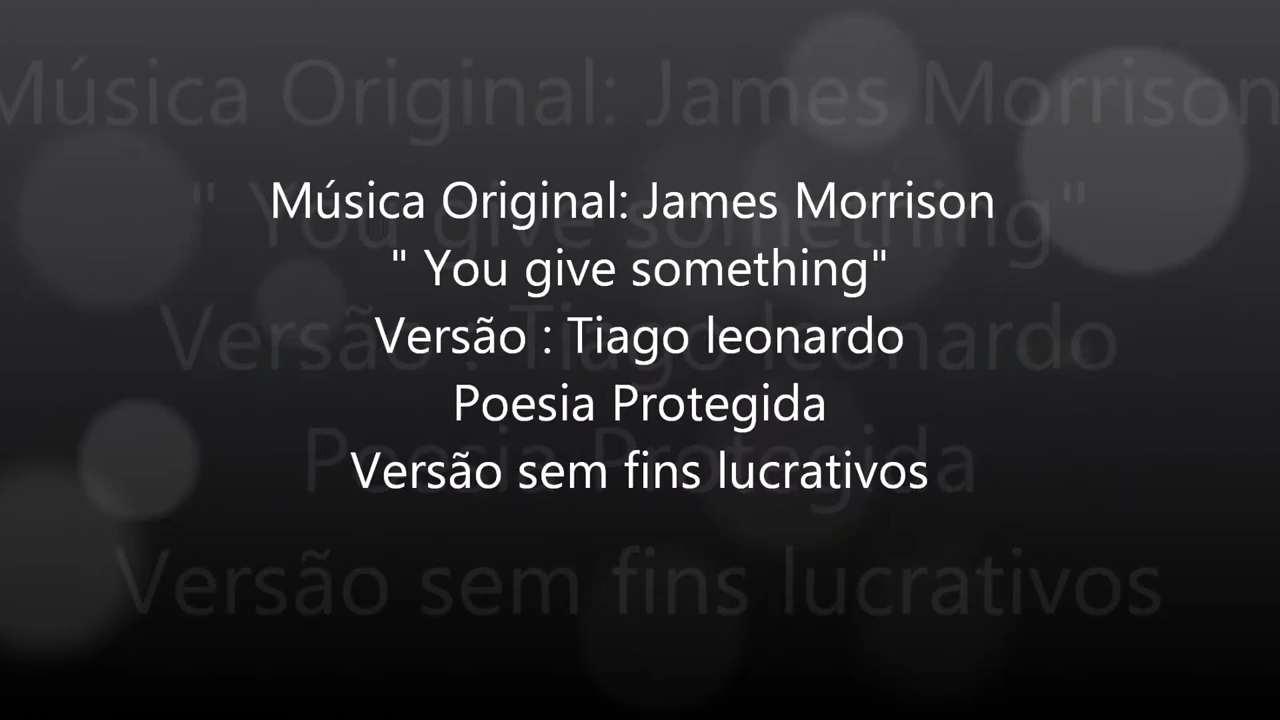 Música Original: James Morrison
" You give something"
Versão : Tiago leonardo
Poesia Protegida
Versão sem fins lucrativos